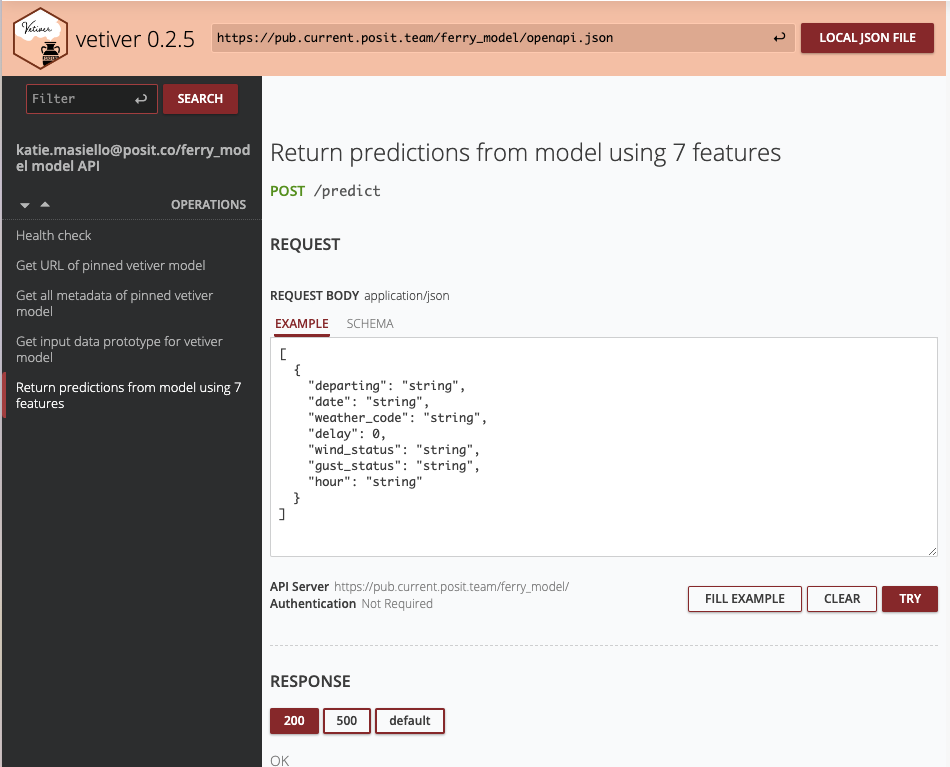 Vetiver
vetiver 0.2.5
https://pub.current.posit.team/ferry_model/openapi.json
LOCAL JSON FILE
Filter
SEARCH
katie.masiello@posit.co/ferry_mod
el model API
OPERATIONS
Health check
Get URL of pinned vetiver model
Get all metadata of pinned vetiver
model
Get input data prototype for vetiver
model
Return predictions from model using 7
features
Return predictions from model using 7 features
POST /predict
REQUEST
REQUEST BODY application/json
EXAMPLE SCHEMA
[
{
"departing": "string",
"date": "string",
"weather_code": "string",
"delay": 0,
"wind_status": "string",
"gust_status": "string",
"hour": "string"
}
]
API Server https://pub.current.posit.team/ferry_model/
Authentication Not Required
FILL EXAMPLE CLEAR TRY
RESPONSE
200 500 default
OK